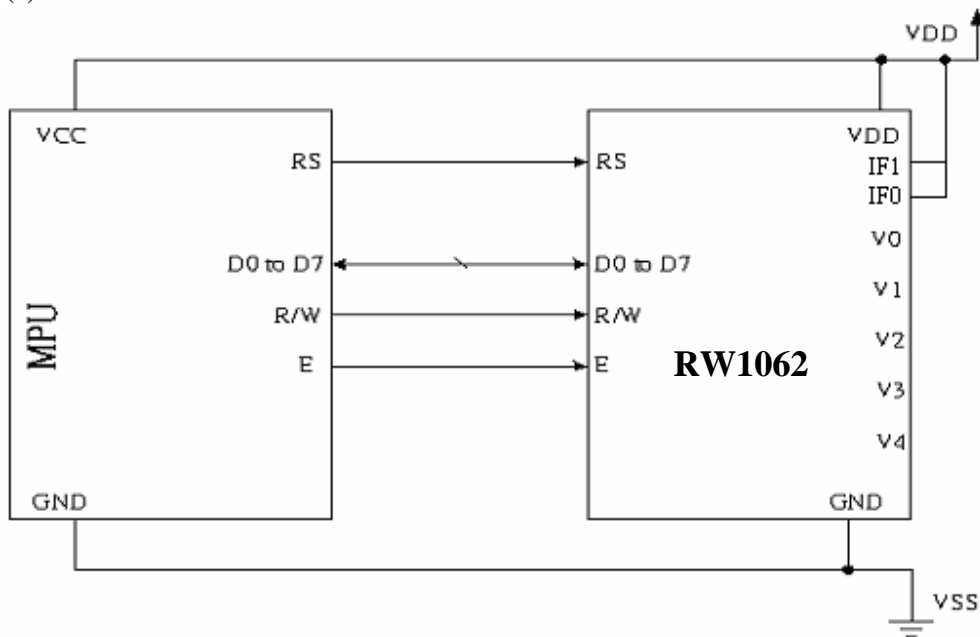 VDD
VCC
RS
D0 to D7
R/W
E
MPU
GND
VDD
RS
IF1
IF0
V0
D0 to D7
V1
R/W
V2
E
RW1062
V3
V4
GND
VSS